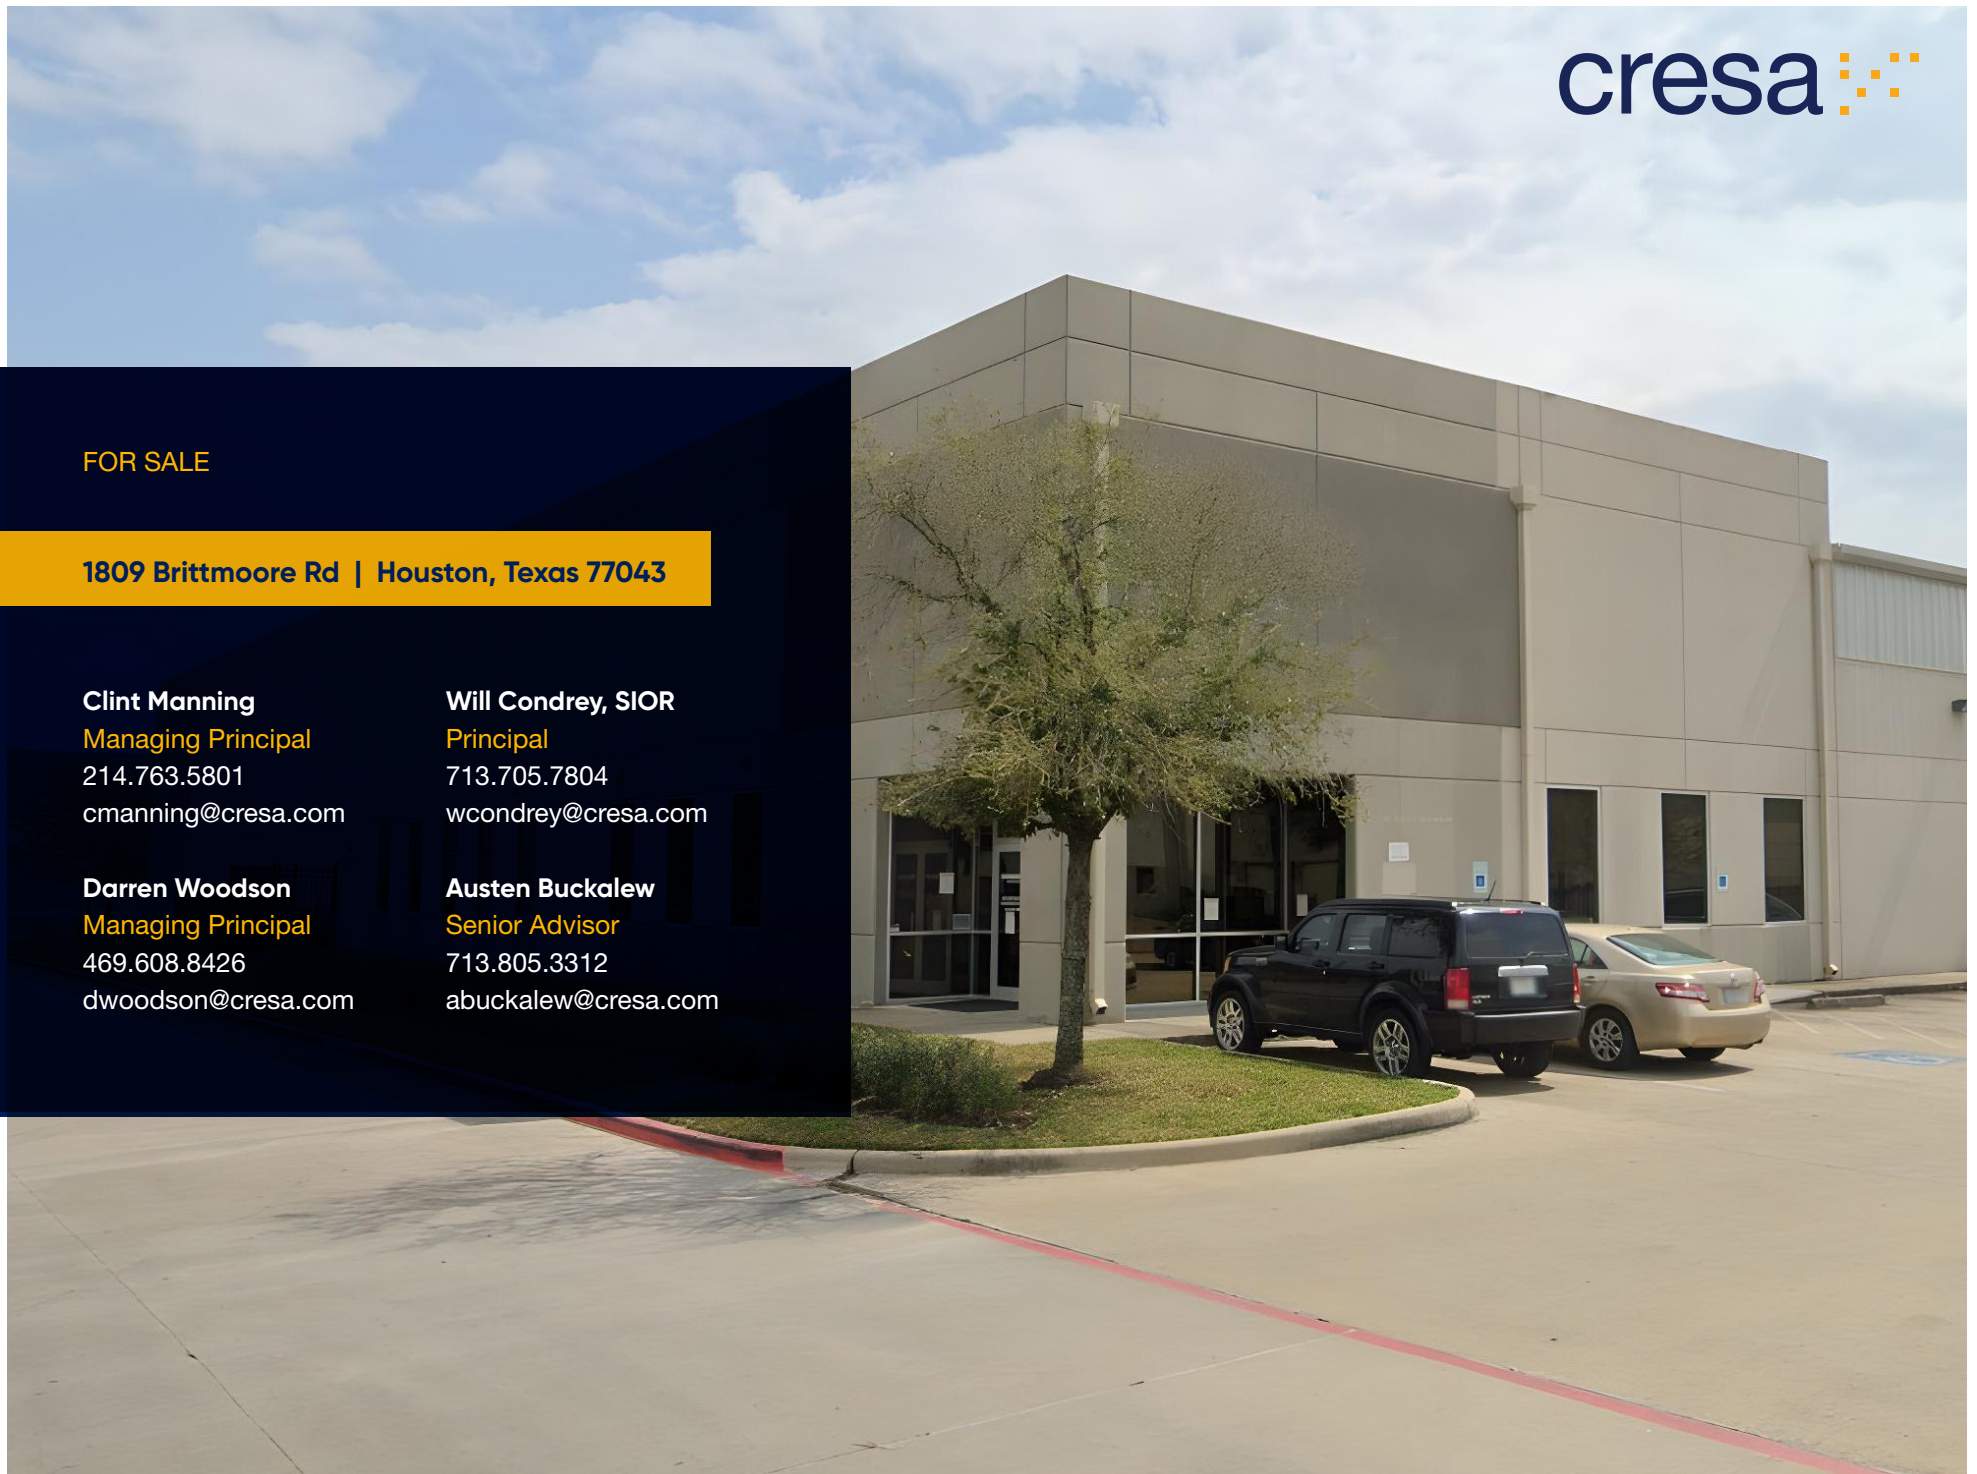 cresa
FOR SALE
1809 Brittmoore Rd | Houston, Texas 77043
Clint Manning
Managing Principal
214.763.5801
cmanning@cresa.com
Will Condrey, SIOR
Principal
713.705.7804
wcondrey@cresa.com
Darren Woodson
Managing Principal
469.608.8426
dwoodson@cresa.com
Austen Buckalew
Senior Advisor
713.805.3312
abuckalew@cresa.com